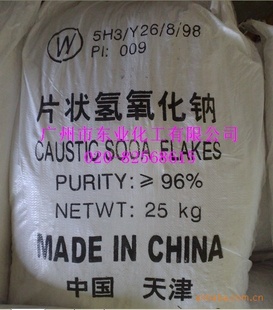 W 5H3/Y26/8/98
PI: 009
片状氢氧化钠
广州市东业化工有限公司
CAUSTIC SODA FLAKES
020-82568613
PURITY: ≥ 96%
NETWT: 25 kg
MADE IN CHINA
中国 天津